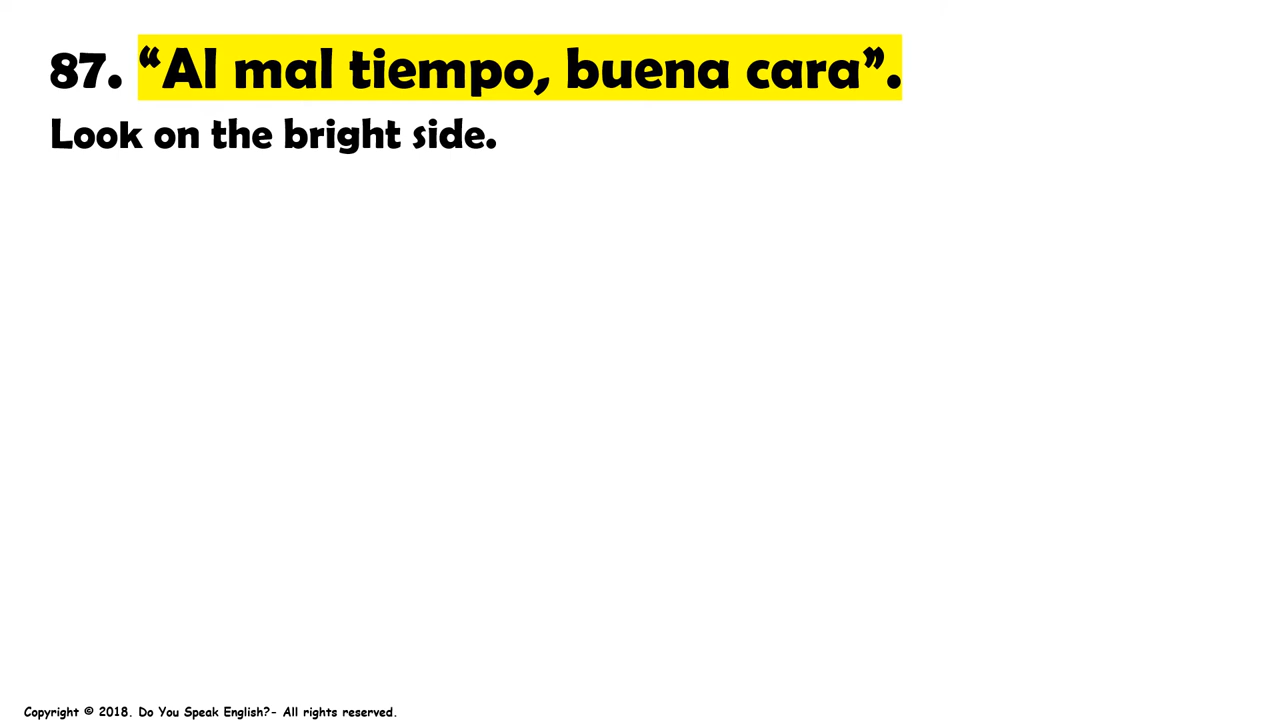 87. “Al mal tiempo, buena cara”.
Look on the bright side.
Copyright © 2018. Do You Speak English?- All rights reserved.